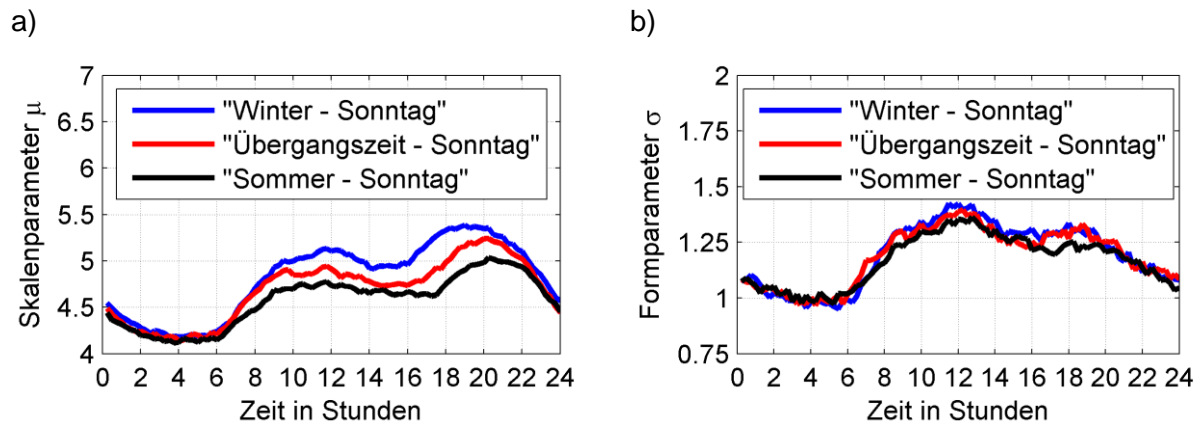 a)
Skalenparameter μ
7
6.5
6
5.5
5
4.5
4
"Winter - Sonntag"
"Übergangszeit - Sonntag"
"Sommer - Sonntag"
0 2 4 6 8 10 12 14 16 18 20 22 24
Zeit in Stunden
b)
Formparameter σ
2
1.75
1.5
1.25
1
0.75
"Winter - Sonntag"
"Übergangszeit - Sonntag"
"Sommer - Sonntag"
0 2 4 6 8 10 12 14 16 18 20 22 24
Zeit in Stunden